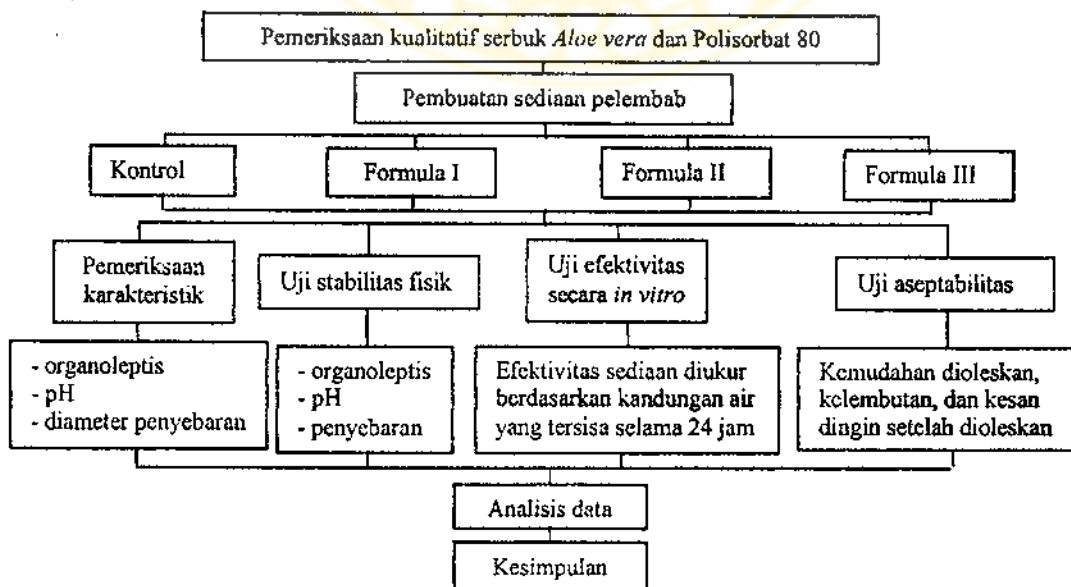 Pemeriksaan kualitatif serbuk Aloe vera dan Polisorbat 80
Pembuatan sediaan pelembab
Kontrol
Formula I
Formula II
Formula III
Pemeriksaan
karakteristik
Uji stabilitas fisik
Uji efektivitas
secara in vitro
Uji aseptabilitas
- organoleptis
- pH
- diameter penyebaran
- organoleptis
- pH
- penyebaran
Efektivitas sediaan diukur
berdasarkan kandungan air
yang tersisa selama 24 jam
Kemudahan dioleskan,
kelembutan, dan kesan
dingin setelah dioleskan
Analisis data
Kesimpulan